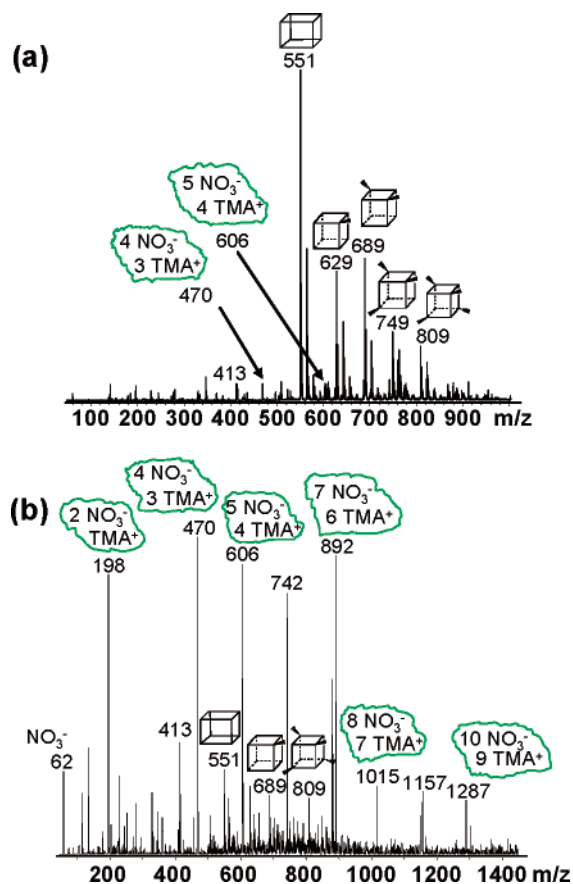 (a)
551
5 NO₃⁻
4 TMA⁺
606
4 NO₃⁻
3 TMA⁺
470
689
629
749
809
413
100 200 300 400 500 600 700 800 900 m/z
(b)
4 NO₃⁻
3 TMA⁺
470
7 NO₃⁻
6 TMA⁺
892
2 NO₃⁻
TMA⁺
198
5 NO₃⁻
4 TMA⁺
606
742
413
551
689
809
NO₃⁻
62
8 NO₃⁻
7 TMA⁺
1015
1157
10 NO₃⁻
9 TMA⁺
1287
200 400 600 800 1000 1200 1400
m/z